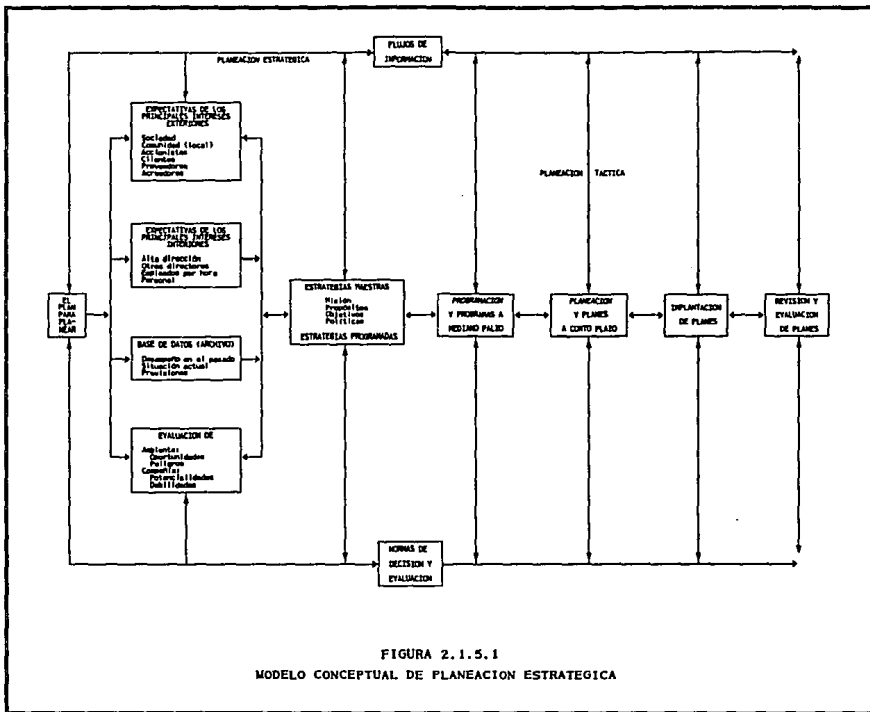 FLUJOS DE
INFORMACION
PLANEACION ESTRATEGICA
EXPECTATIVAS DE LOS
PRINCIPALES INTERESES
EXTERIORES
Sociedad
Comunidad (local)
Accionistas
Clientes
Proveedores
Acreedores
PLANEACION TACTICA
EXPECTATIVAS DE LOS
PRINCIPALES INTERESES
INTERIORES
Alta dirección
Otros directores
Empleados por hora
Personal
EL
PLAN
PARA
PLA-
NEAR
BASE DE DATOS (ARCHIVO)
Desempeño en el pasado
Situación actual
Previsiones
EVALUACION DE
Ambiente:
Oportunidades
Peligros
Compañía:
Potencialidades
Debilidades
ESTRATEGIAS MAESTRAS
Misión
Propósitos
Objetivos
Políticas
ESTRATEGIAS PROGRAMADAS
PROGRAMACION
Y PROGRAMAS A
MEDIANO PALIO
PLANEACION
Y PLANES
A CONTO PLAZO
INPLANTACION
DE PLANES
REVISION Y
EVALUACION
DE PLANES
NORMAS DE
DECISION Y
EVALUACION
FIGURA 2.1.5.1
MODELO CONCEPTUAL DE PLANEACION ESTRATEGICA